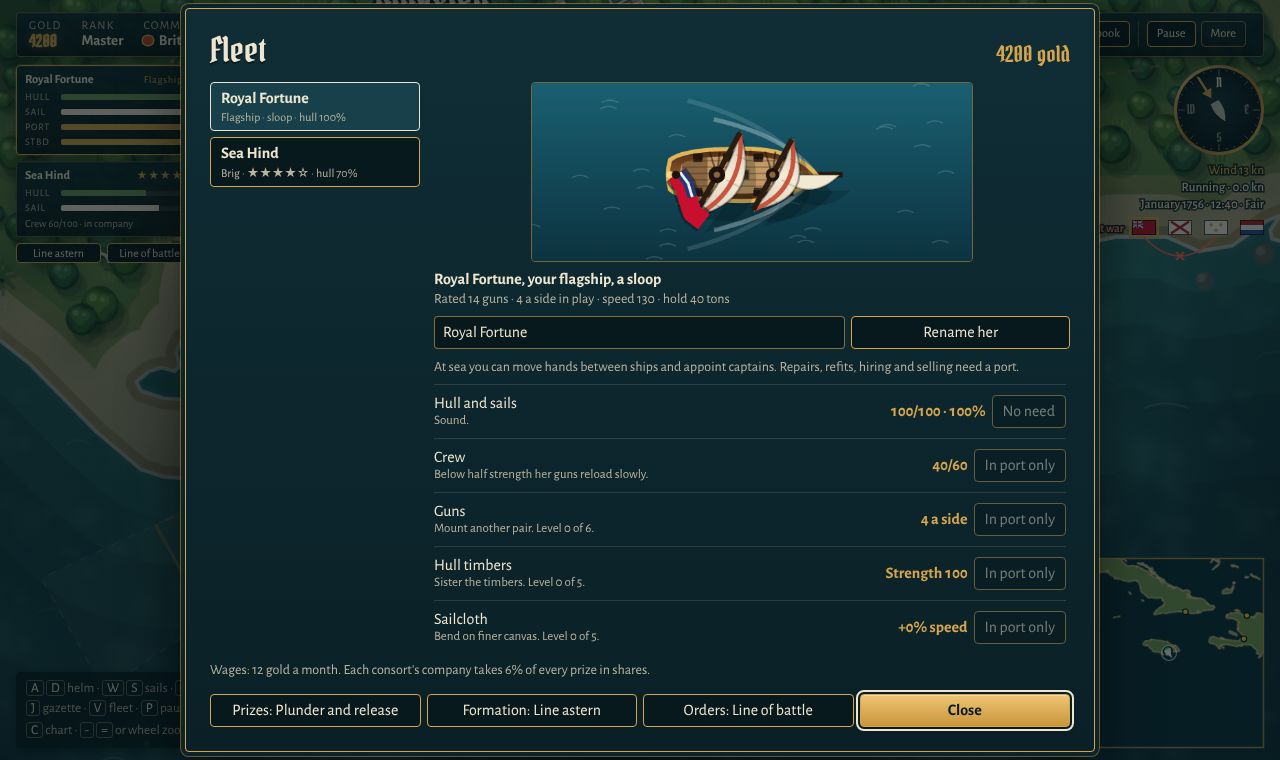 Fleet
4200 gold
GOLD
RANK
4200
Master
Royal Fortune
Flagship
HULL
SAIL
PORT
STBD
Sea Hind
★★★★
HULL
SAIL
Crew 60/100 · in company
Line astern
Line of battle
Pause
More
N
E
S
W
Wind 13 kn
Running · 0.0 kn
January 1756 · 12:40 · Fair
Royal Fortune
Flagship · sloop · hull 100%
Sea Hind
Brig · ★★★★☆ · hull 70%
Royal Fortune, your flagship, a sloop
Rated 14 guns · 4 a side in play · speed 130 · hold 40 tons
Royal Fortune
Rename her
At sea you can move hands between ships and appoint captains. Repairs, refits, hiring and selling need a port.
Hull and sails
Sound.
100/100 · 100%
No need
Crew
Below half strength her guns reload slowly.
40/60
In port only
Guns
Mount another pair. Level 0 of 6.
4 a side
In port only
Hull timbers
Sister the timbers. Level 0 of 5.
Strength 100
In port only
Sailcloth
Bend on finer canvas. Level 0 of 5.
+0% speed
In port only
Wages: 12 gold a month. Each consort's company takes 6% of every prize in shares.
Prizes: Plunder and release
Formation: Line astern
Orders: Line of battle
Close
A D helm · W S sails ·
J gazette · V fleet · P
C chart · - = or wheel